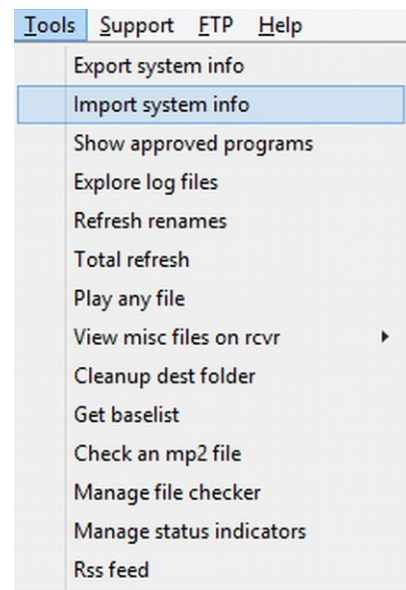 Tools Support FTP Help
Export system info
Import system info
Show approved programs
Explore log files
Refresh renames
Total refresh
Play any file
View misc files on rcvr
Cleanup dest folder
Get baselist
Check an mp2 file
Manage file checker
Manage status indicators
Rss feed